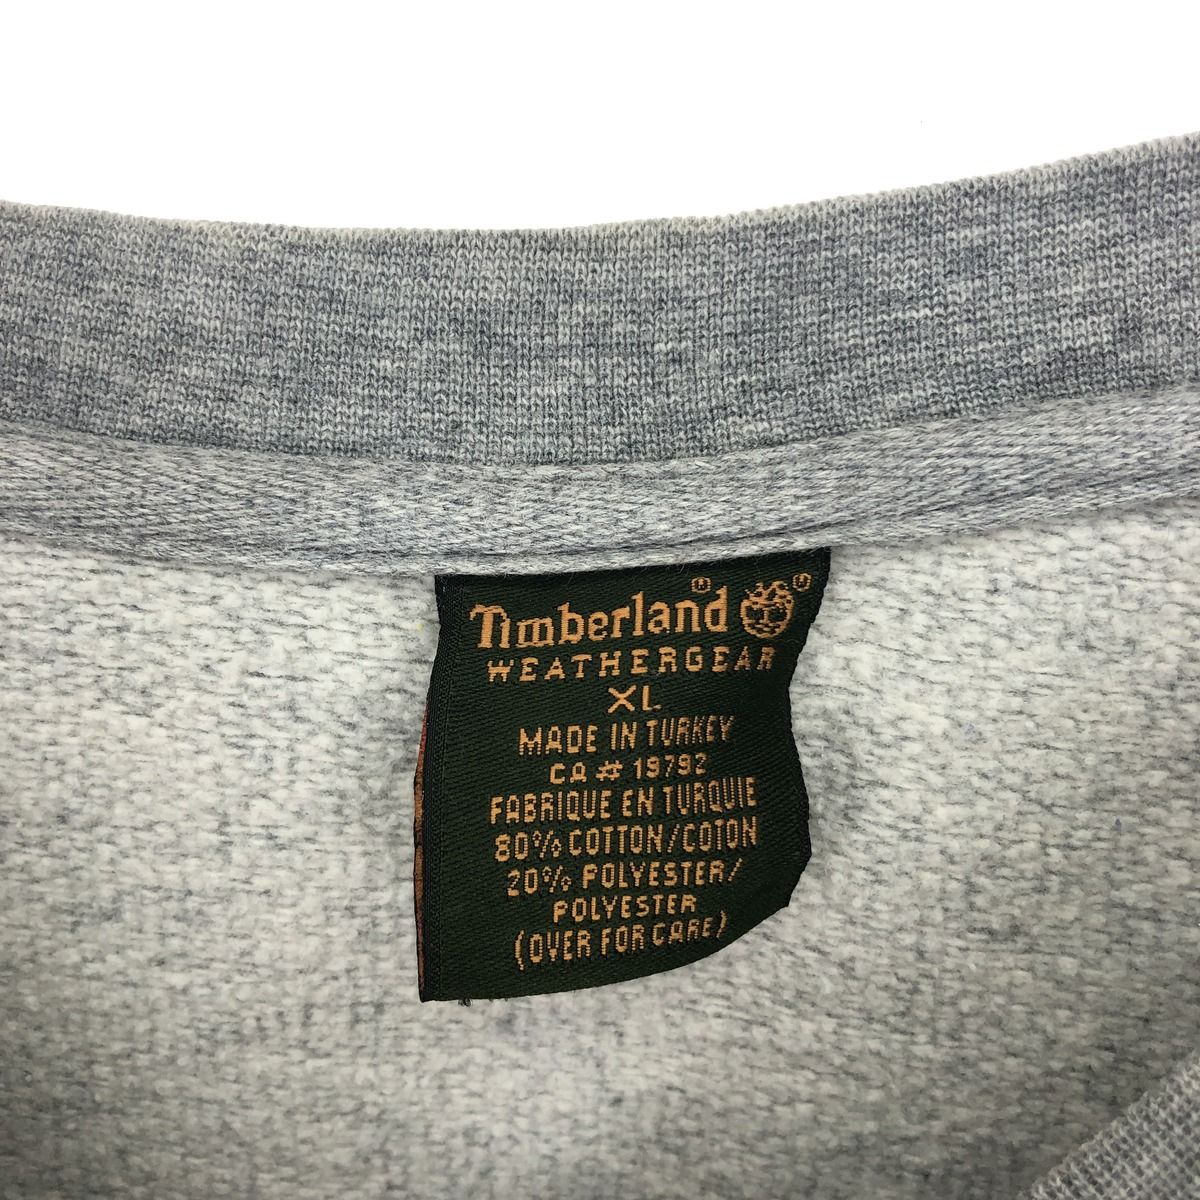 Timberland
WEATHERGEAR
XL
MADE IN TURKEY
CA # 19792
FABRIQUE EN TURQUIE
80% COTTON/COTON
20% POLYESTER/
POLYESTER
(OVER FOR CARE)